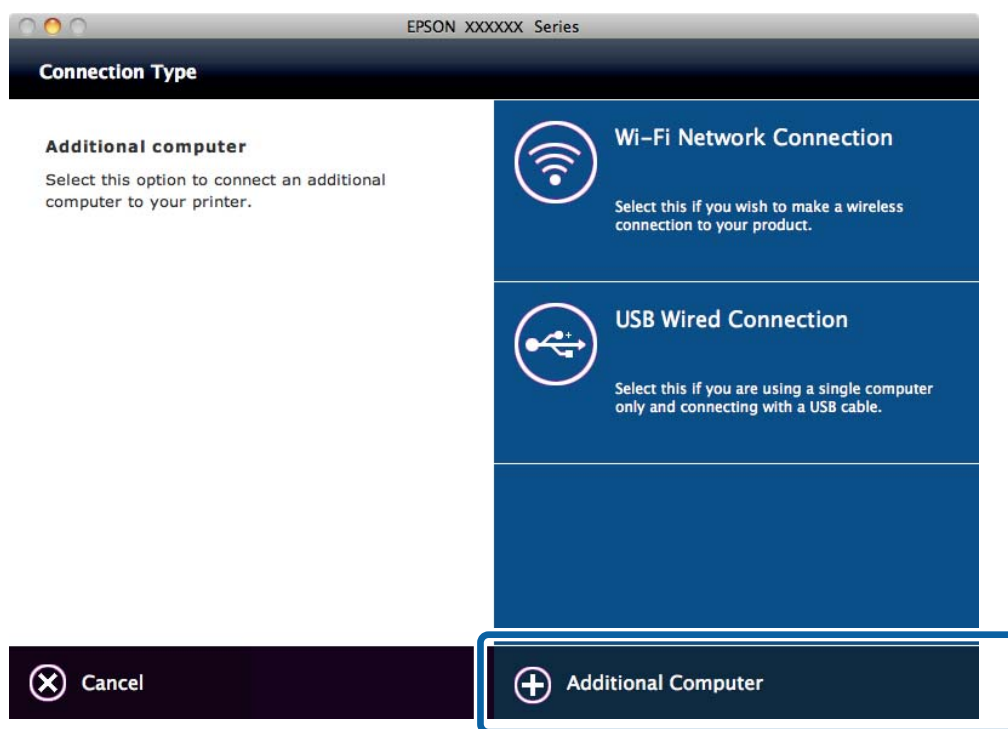 EPSON XXXXXX Series
Connection Type
Additional computer
Select this option to connect an additional
computer to your printer.
Wi-Fi Network Connection
Select this if you wish to make a wireless
connection to your product.
USB Wired Connection
Select this if you are using a single computer
only and connecting with a USB cable.
Cancel
Additional Computer